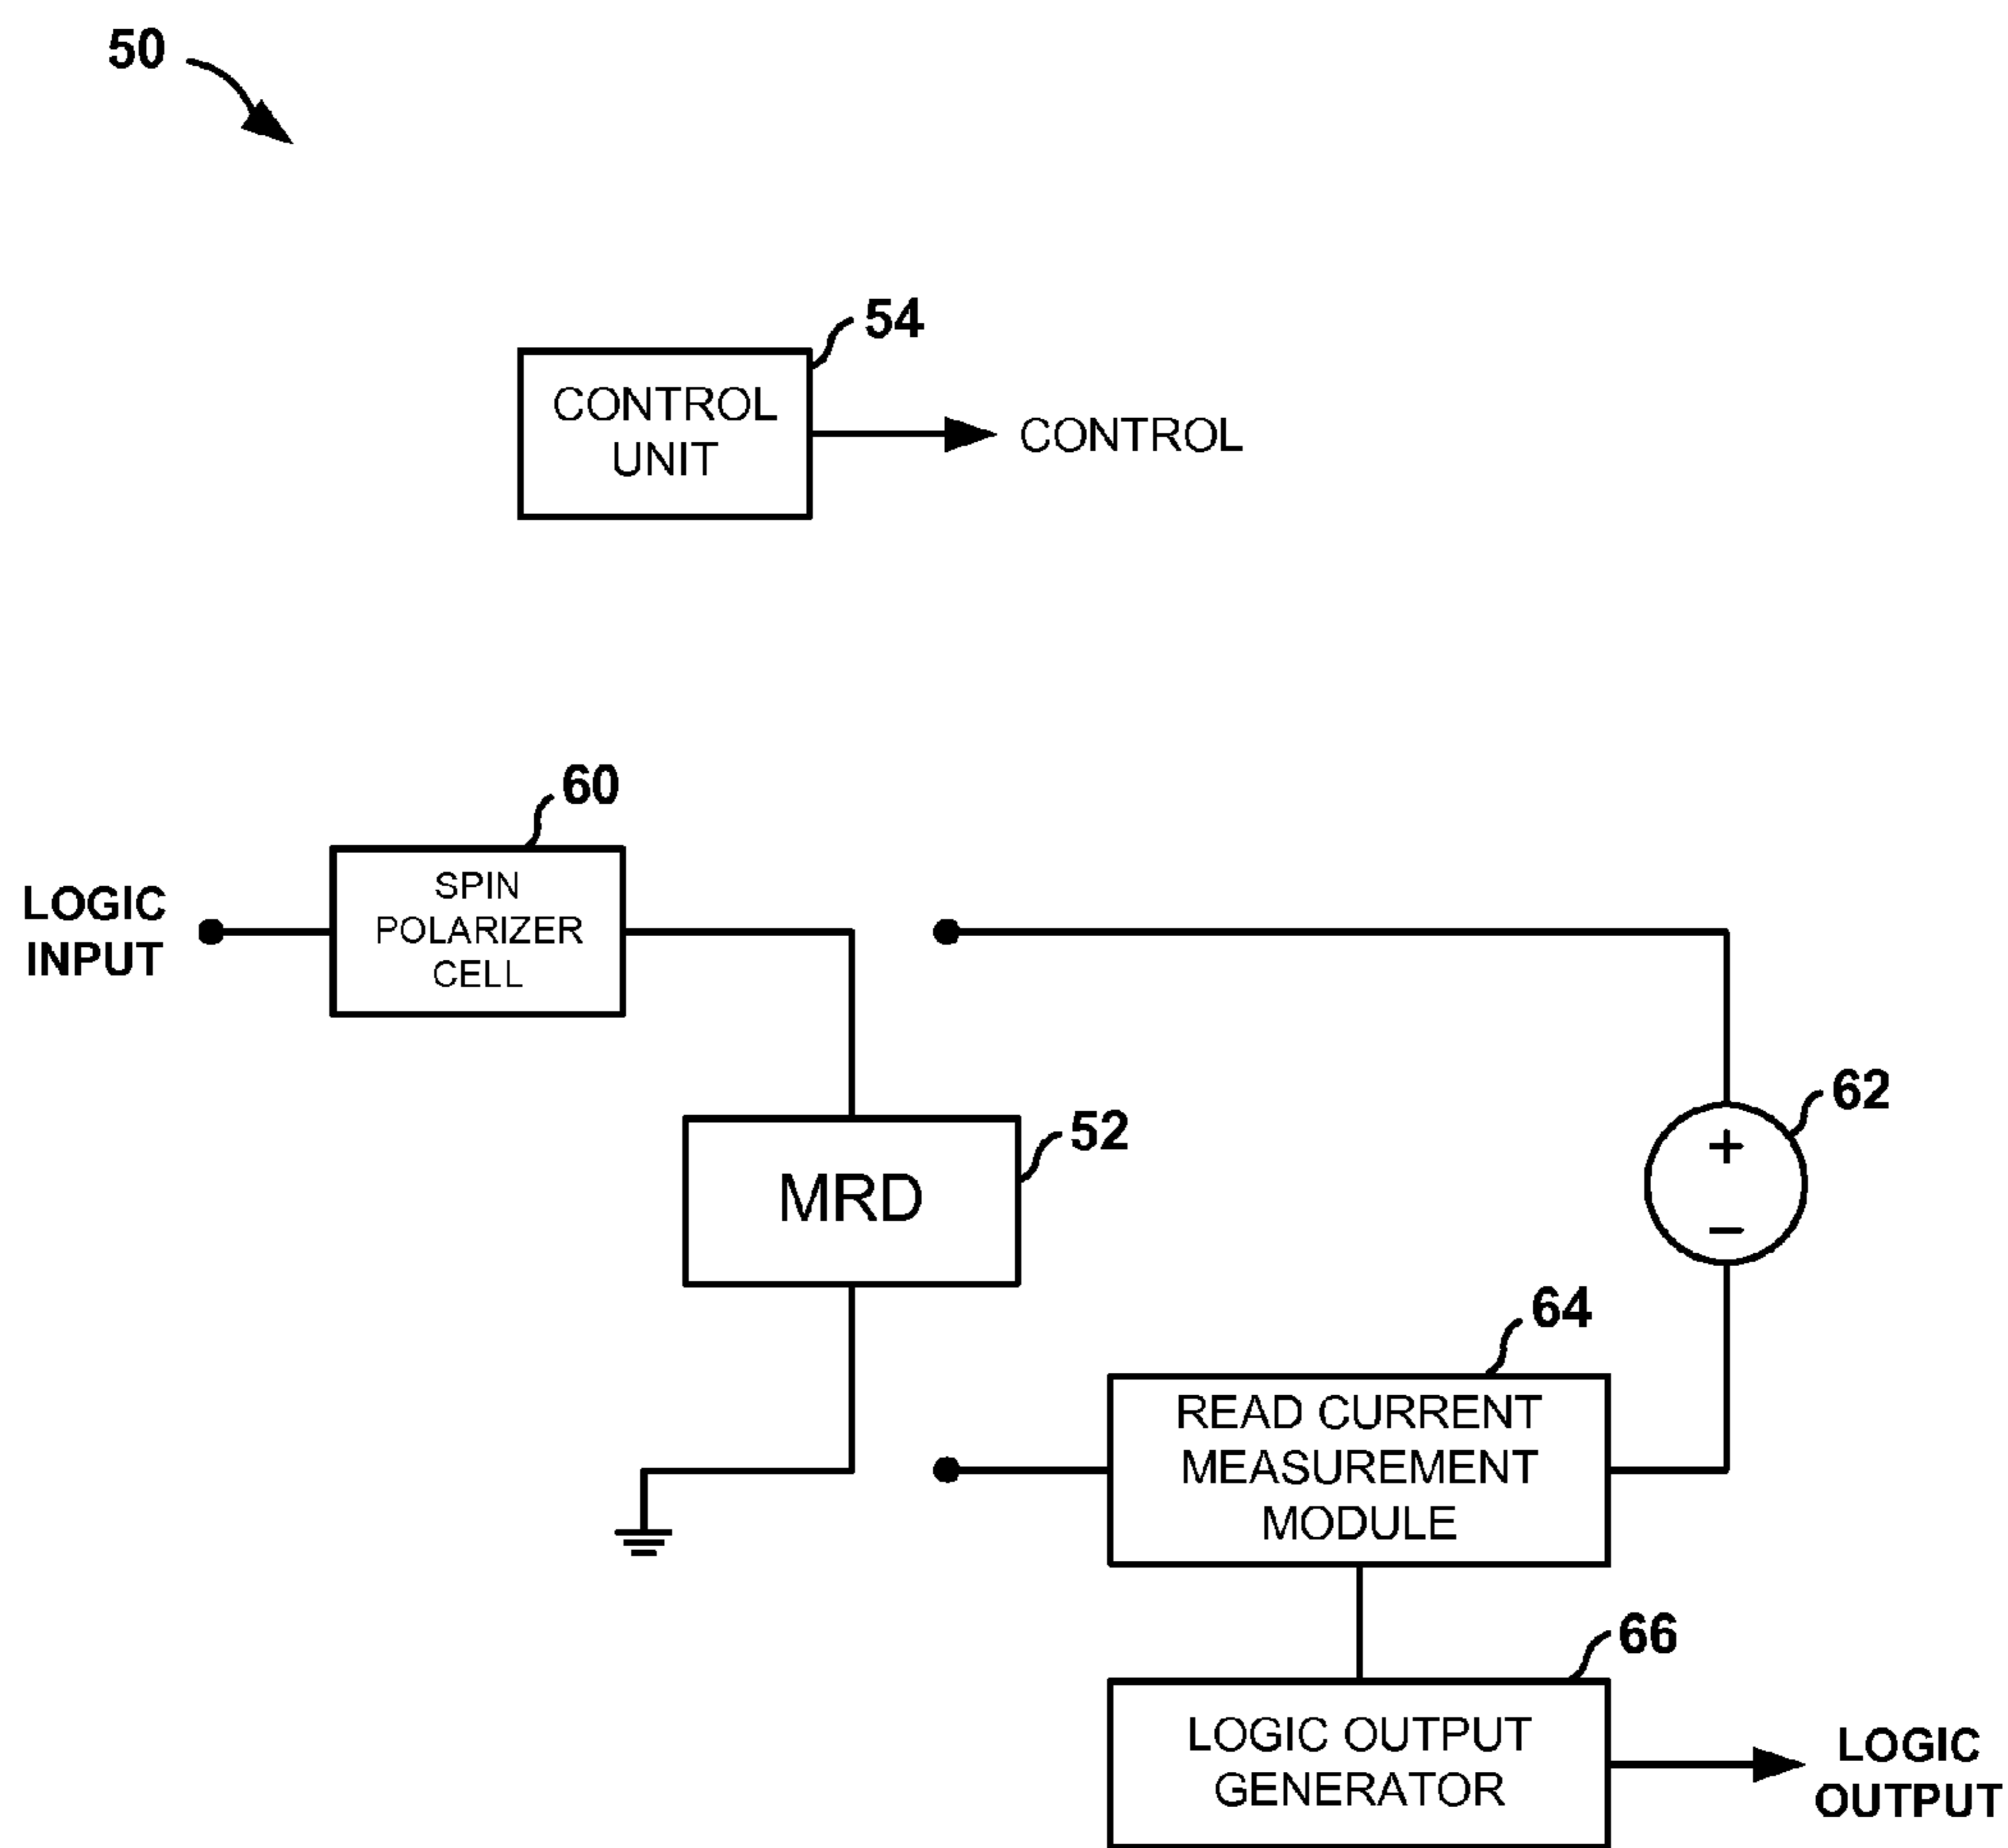 50
54
CONTROL
UNIT
CONTROL
60
LOGIC
INPUT
SPIN
POLARIZER
CELL
62
+
−
52
MRD
64
READ CURRENT
MEASUREMENT
MODULE
66
LOGIC OUTPUT
GENERATOR
LOGIC
OUTPUT